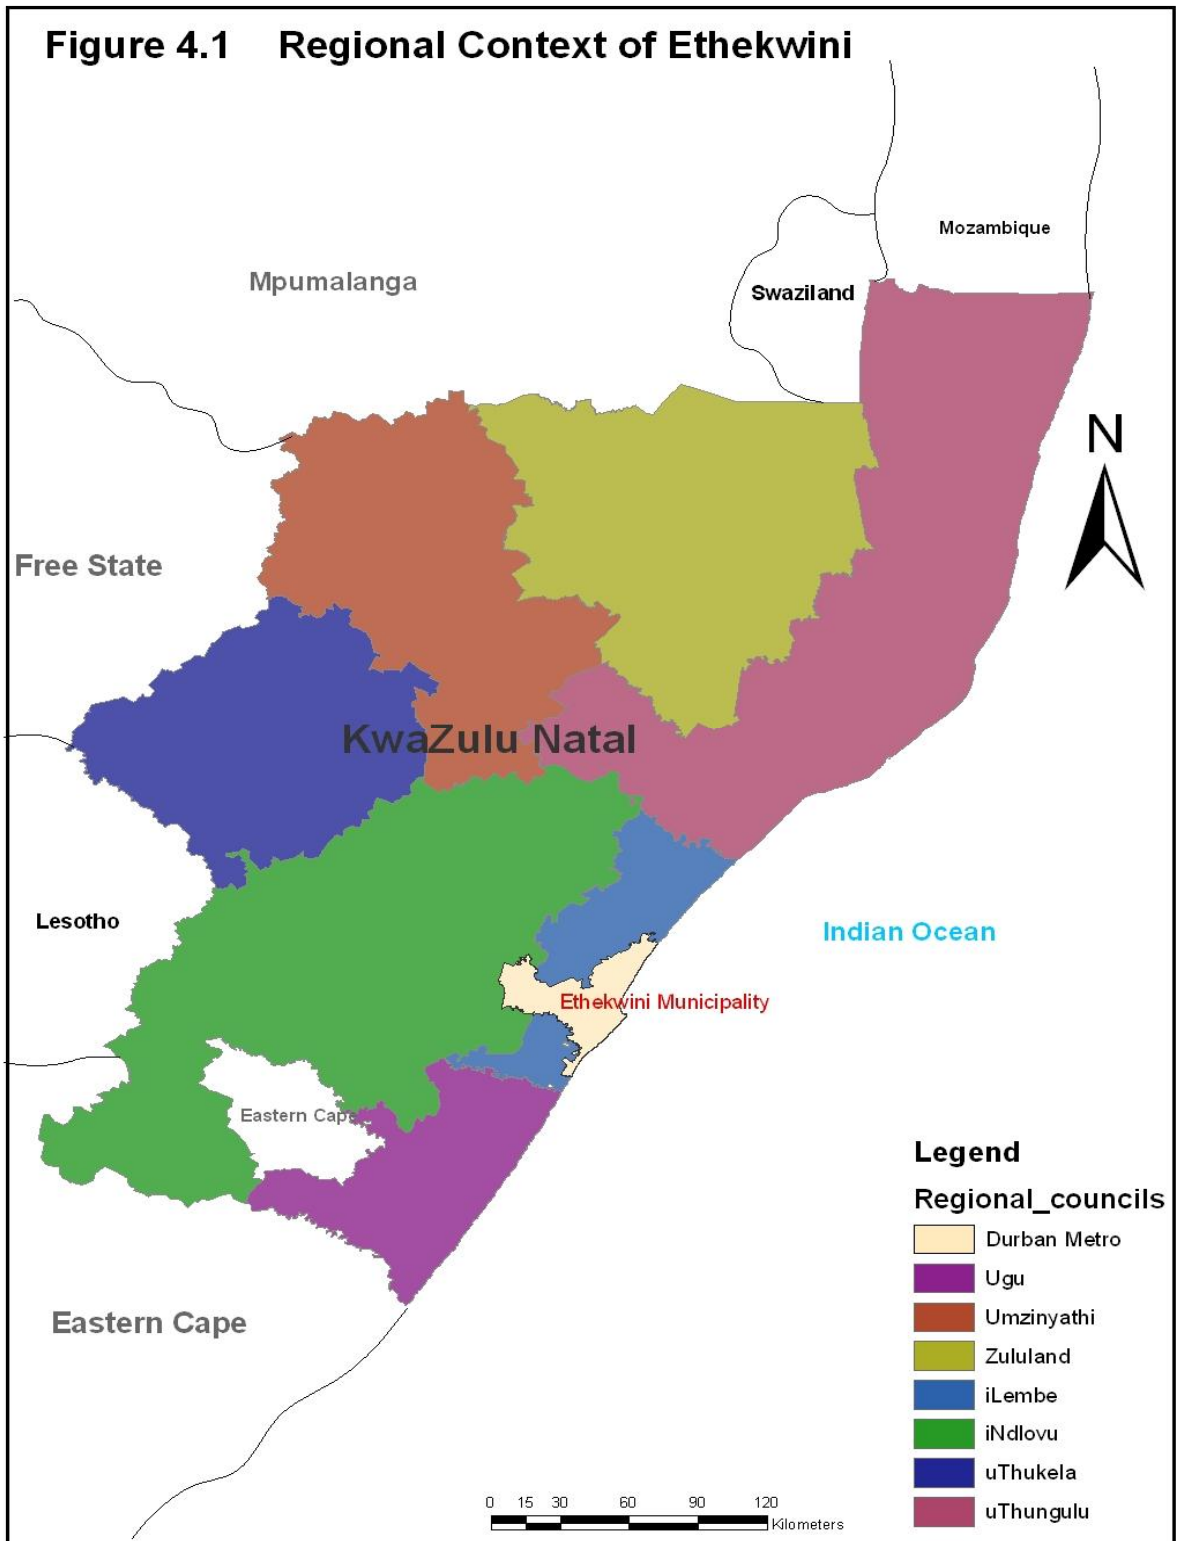 Figure 4.1 Regional Context of Ethekwini
Mozambique
Mpumalanga
Swaziland
N
Free State
KwaZulu Natal
Lesotho
Indian Ocean
Ethekwini Municipality
Eastern Cape
Eastern Cape
Legend
Regional_councils
Durban Metro
Ugu
Umzinyathi
Zululand
iLembe
iNdlovu
uThukela
uThungulu
0 15 30 60 90 120
Kilometers